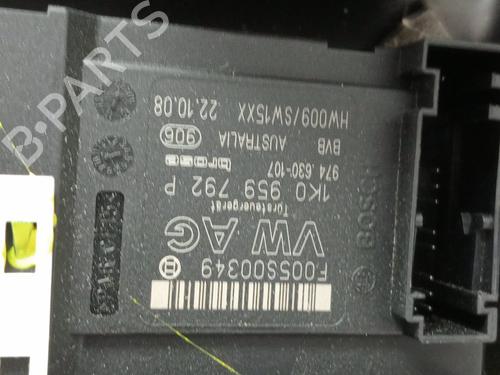 B-PARTS
HW009/SW15XX
22.10.08
BVB AUSTRALIA 906
974 630-107
brose
1K0 959 792 P
Türsteuergerät
VW AG
F005S00349
BOSCH